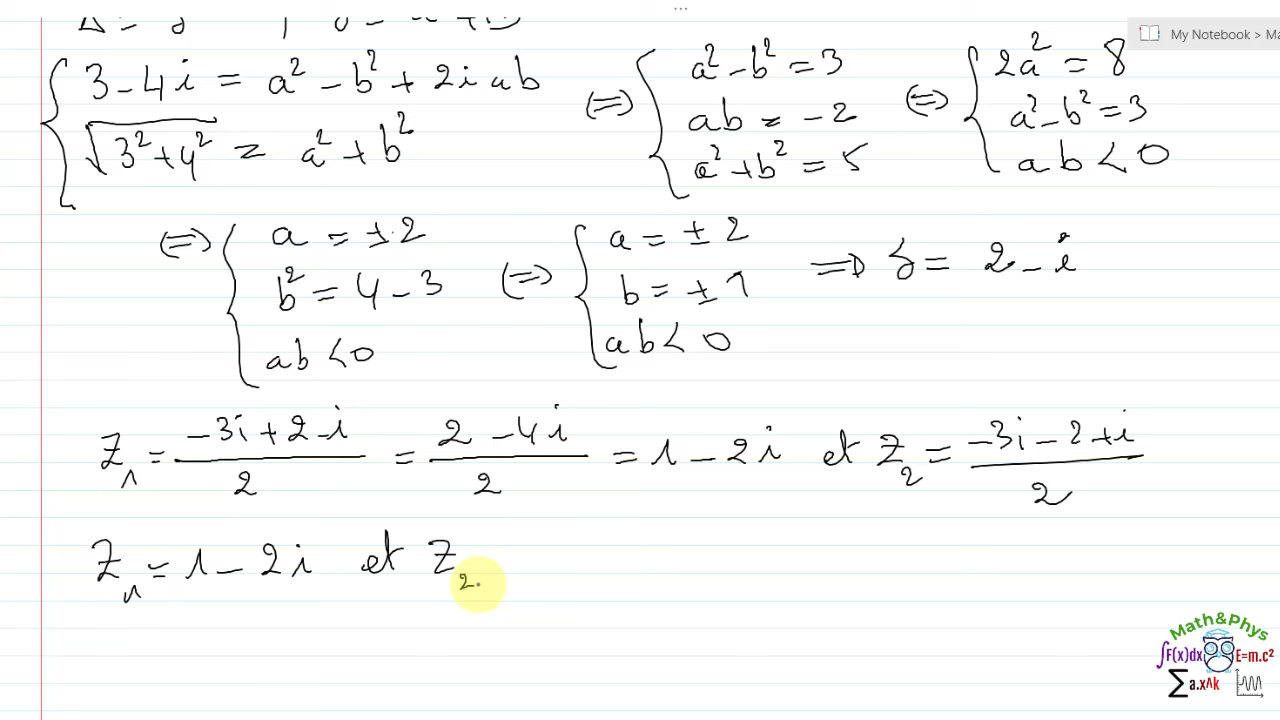 My Notebook > Ma
3 - 4i = a² - b² + 2i ab ⟺ a² - b² = 3 ⟺ 2a² = 8
√(3² + 4²) = a² + b² ab = -2 a² - b² = 3
a² + b² = 5 ab < 0
⟺ a = ± 2 ⟺ a = ± 2 ⟹ δ = 2 - i
b² = 4 - 3 b = ± 1
ab < 0 ab < 0
Z₁ = (-3i + 2 - i)/2 = (2 - 4i)/2 = 1 - 2i et Z₂ = (-3i - 2 + i)/2
Z₁ = 1 - 2i et Z₂
Math&Phys
∫F(x)dx E=m.c²
∑ a.x∧k